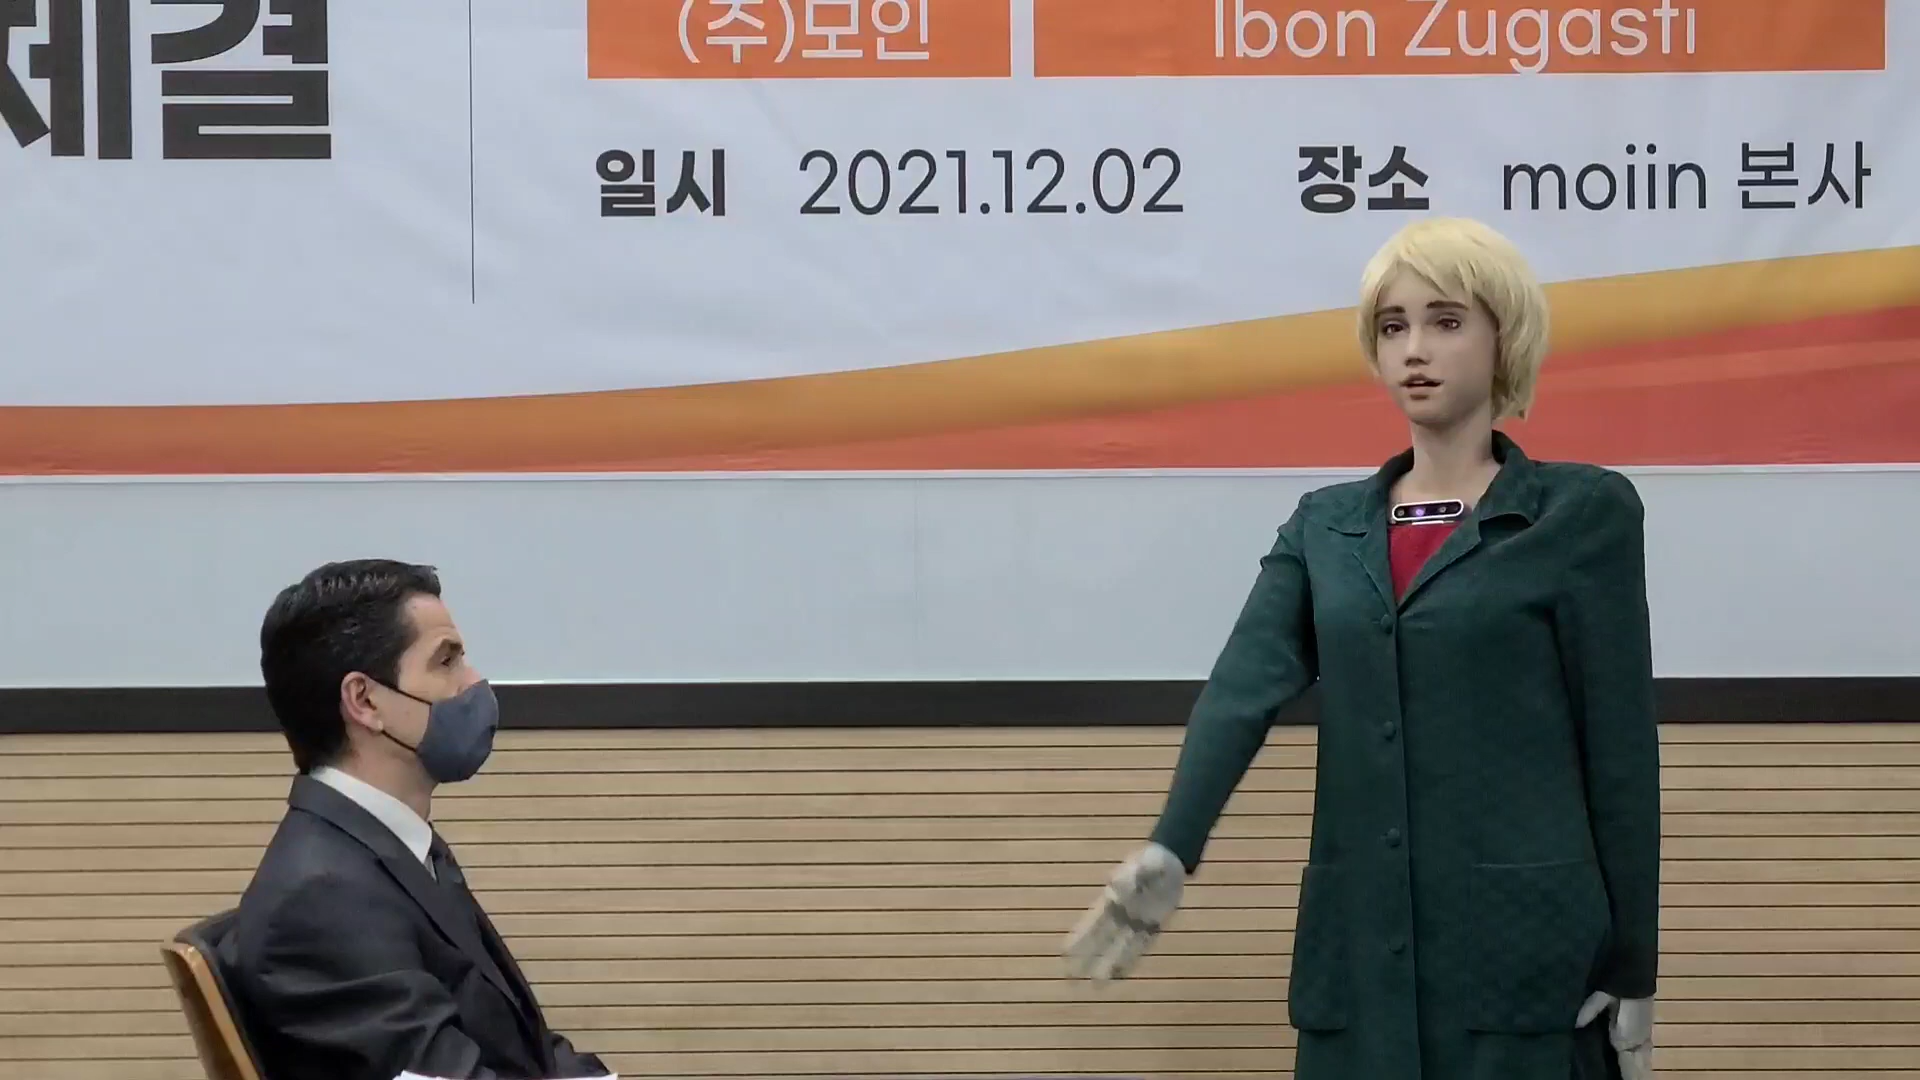 체결
(주)모인 Ibon Zugasti
일시 2021.12.02 장소 moiin 본사